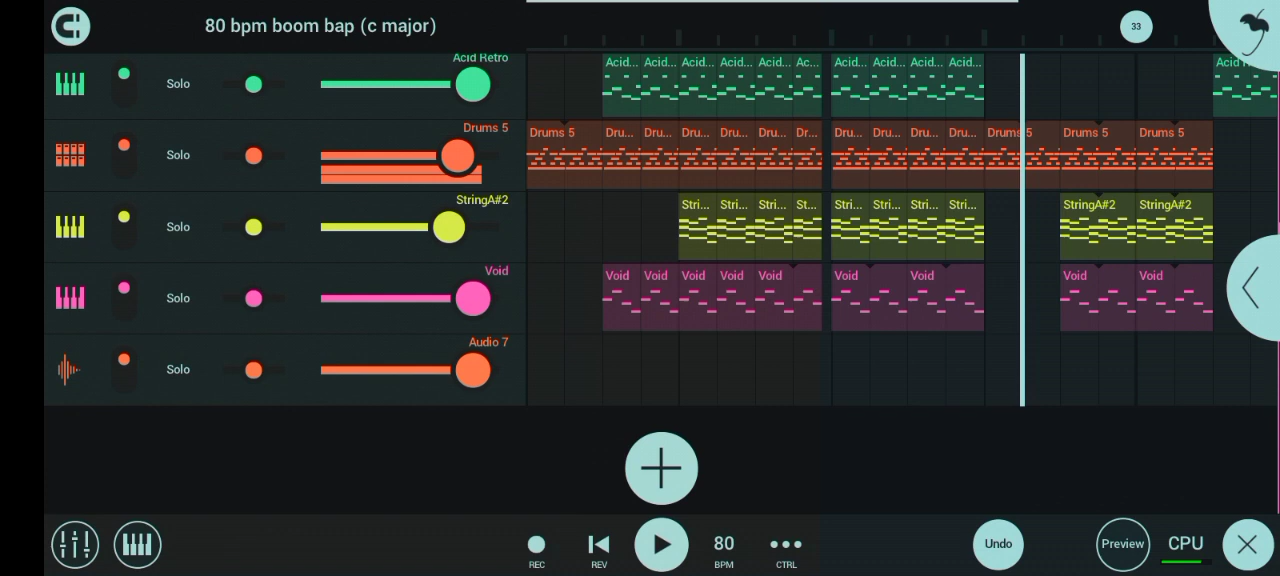 80 bpm boom bap (c major)
33
Solo
Acid Retro
Acid... Acid... Acid... Acid... Acid... Ac... Acid... Acid... Acid... Acid...
Solo
Drums 5
Drums 5 Dru... Dru... Dru... Dru... Dru... Dr... Dru... Dru... Dru... Dru... Drums 5 Drums 5 Drums 5
Solo
StringA#2
Stri... Stri... Stri... St... Stri... Stri... Stri... Stri... StringA#2 StringA#2
Solo
Void
Void Void Void Void Void Void Void Void Void
Solo
Audio 7
REC
REV
80
BPM
CTRL
Undo
Preview
CPU